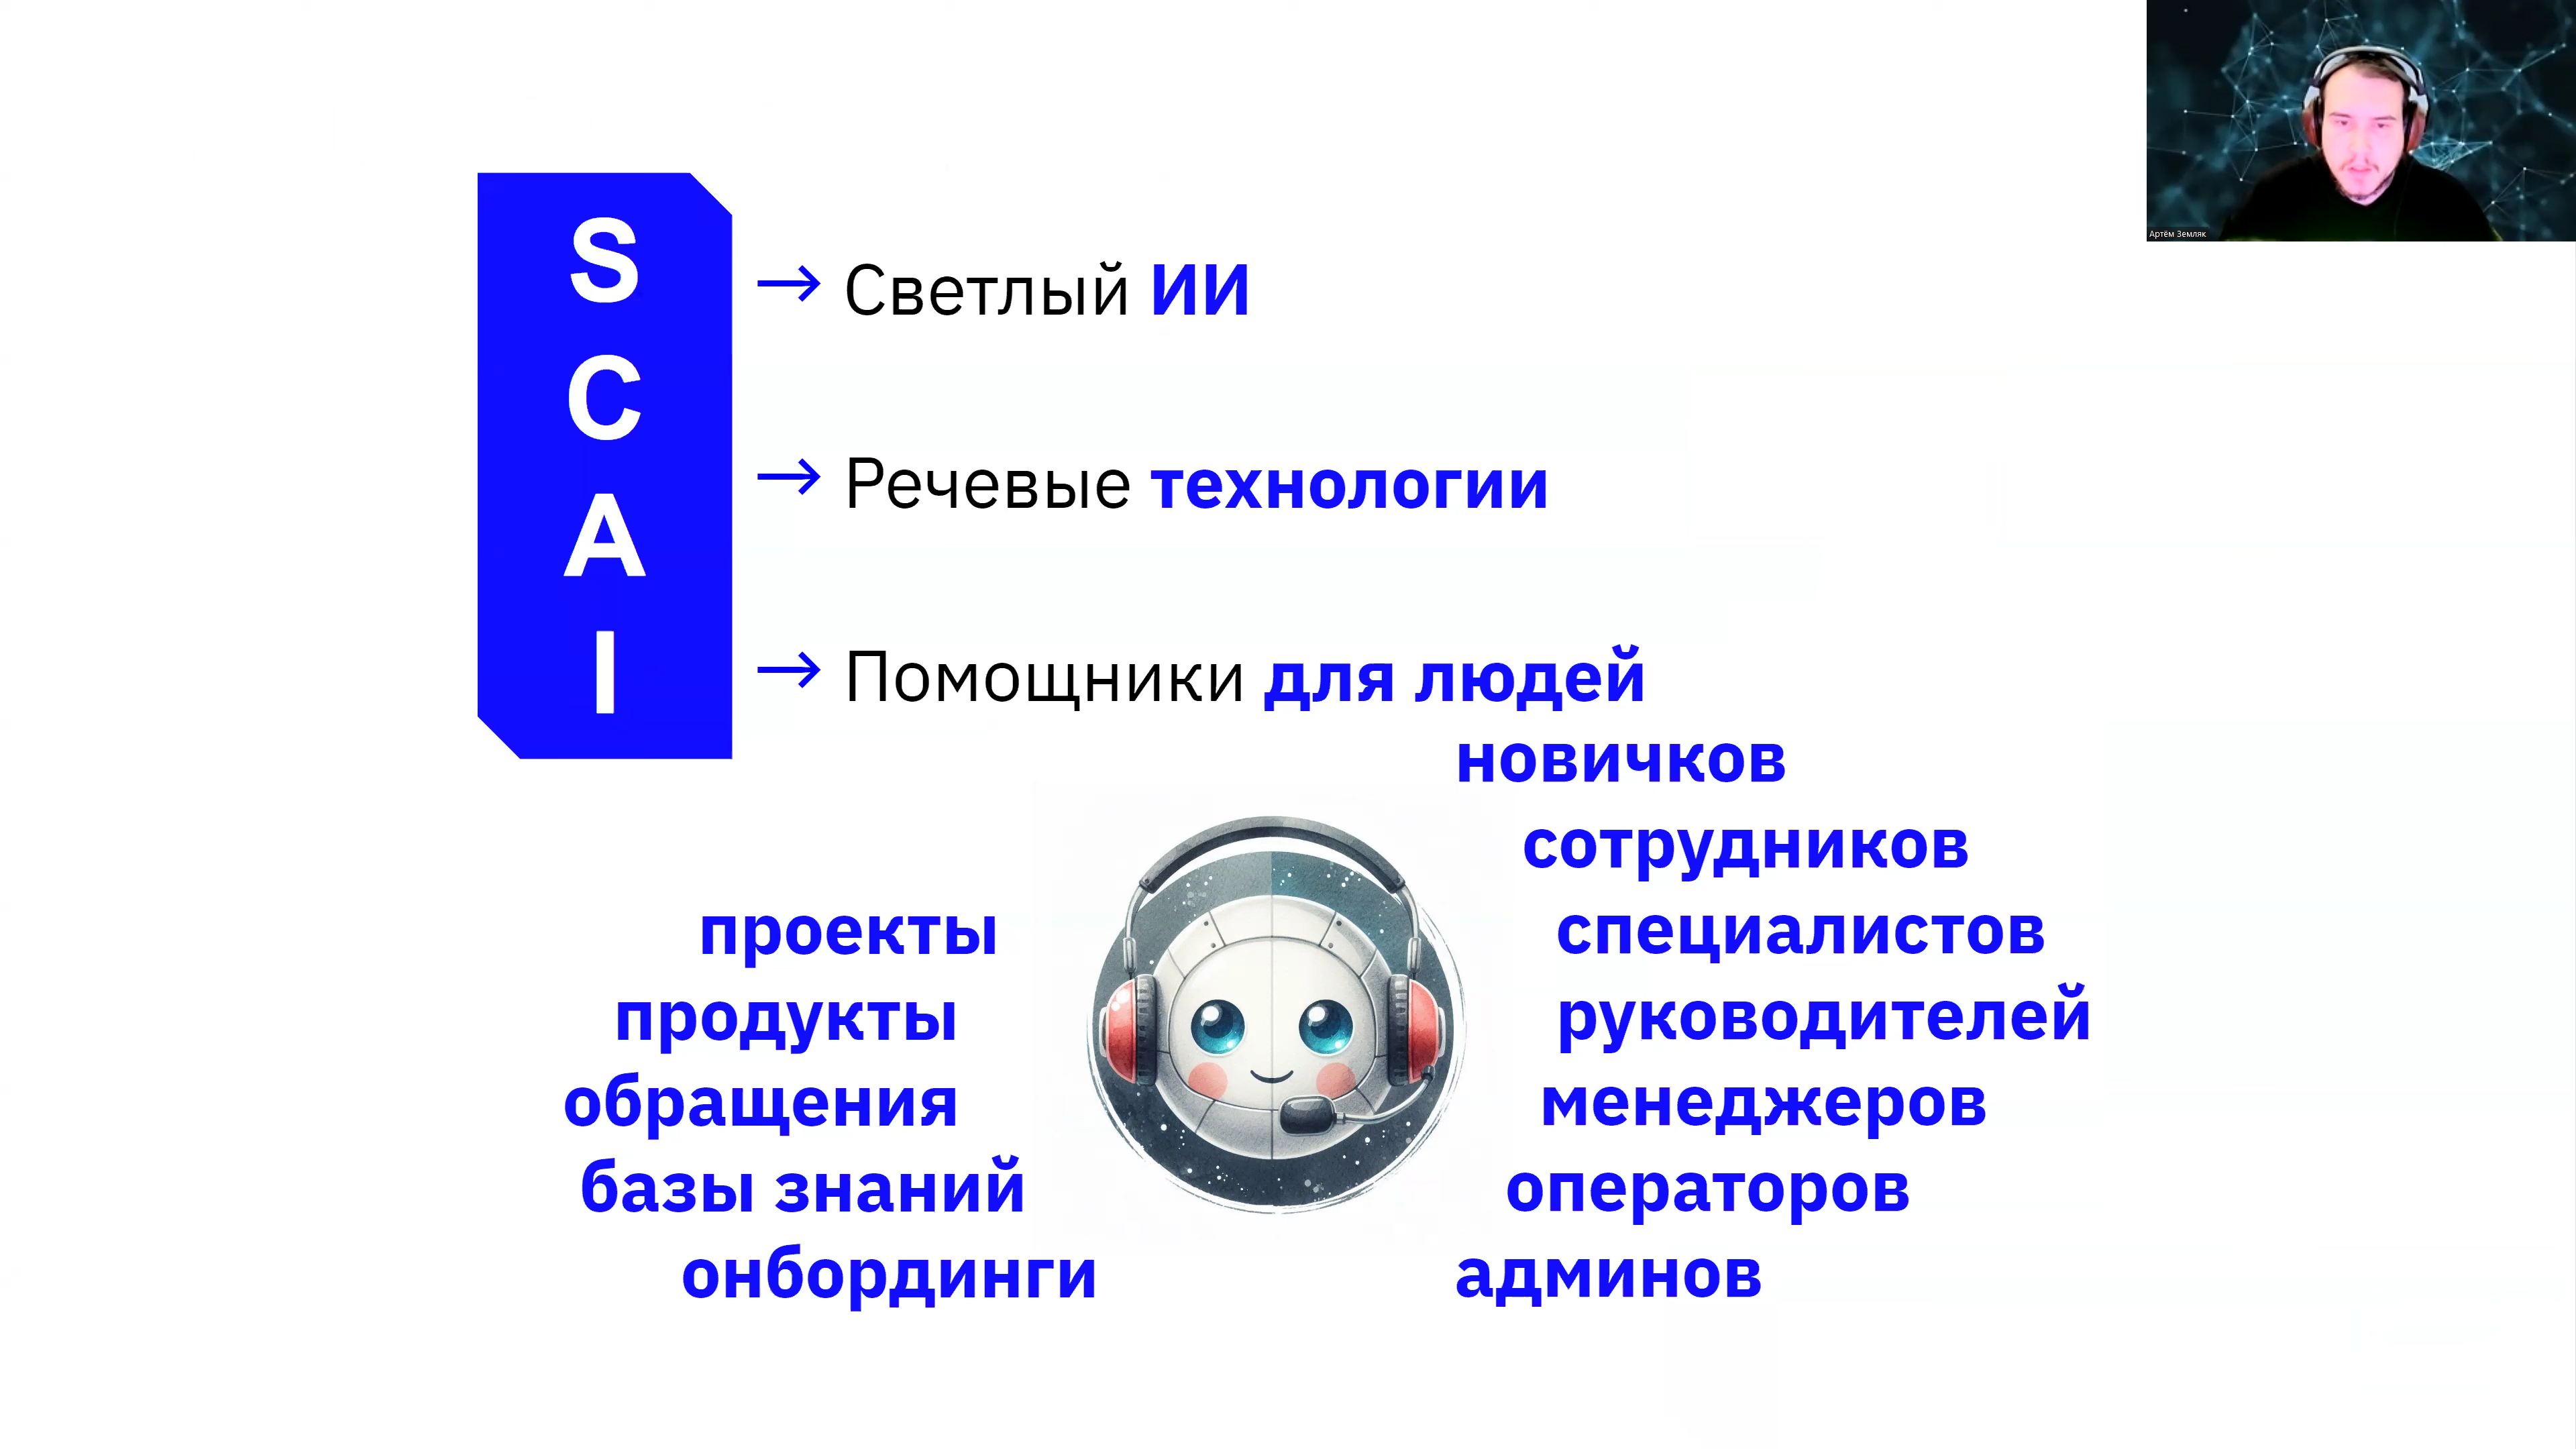 S
C
A
I
→ Светлый ИИ
→ Речевые технологии
→ Помощники для людей
новичков
сотрудников
специалистов
руководителей
менеджеров
операторов
админов
проекты
продукты
обращения
базы знаний
онбординги
Артём Земляк